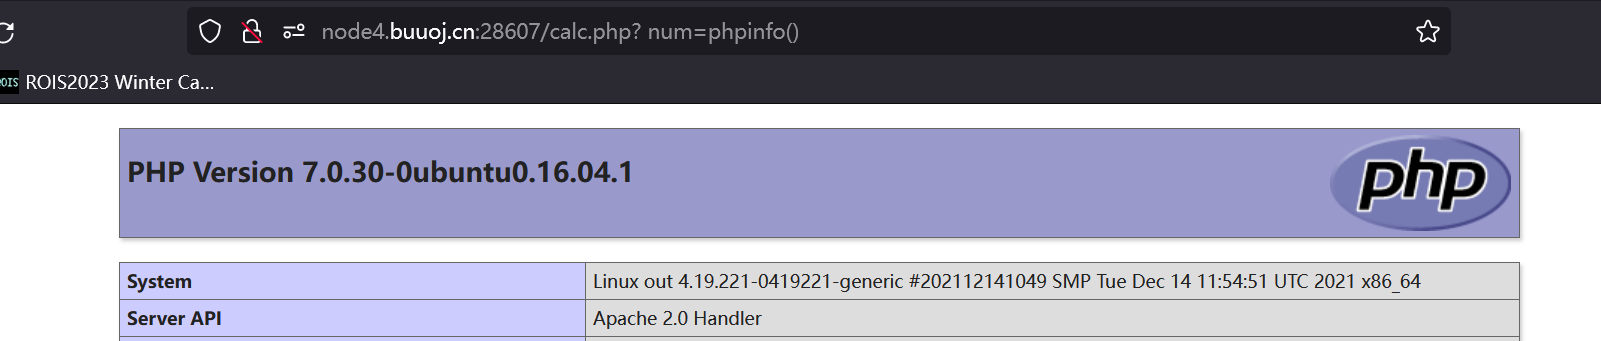 node4.buuoj.cn:28607/calc.php? num=phpinfo()
ROIS2023 Winter Ca...
PHP Version 7.0.30-0ubuntu0.16.04.1
php
System Linux out 4.19.221-0419221-generic #202112141049 SMP Tue Dec 14 11:54:51 UTC 2021 x86_64
Server API Apache 2.0 Handler